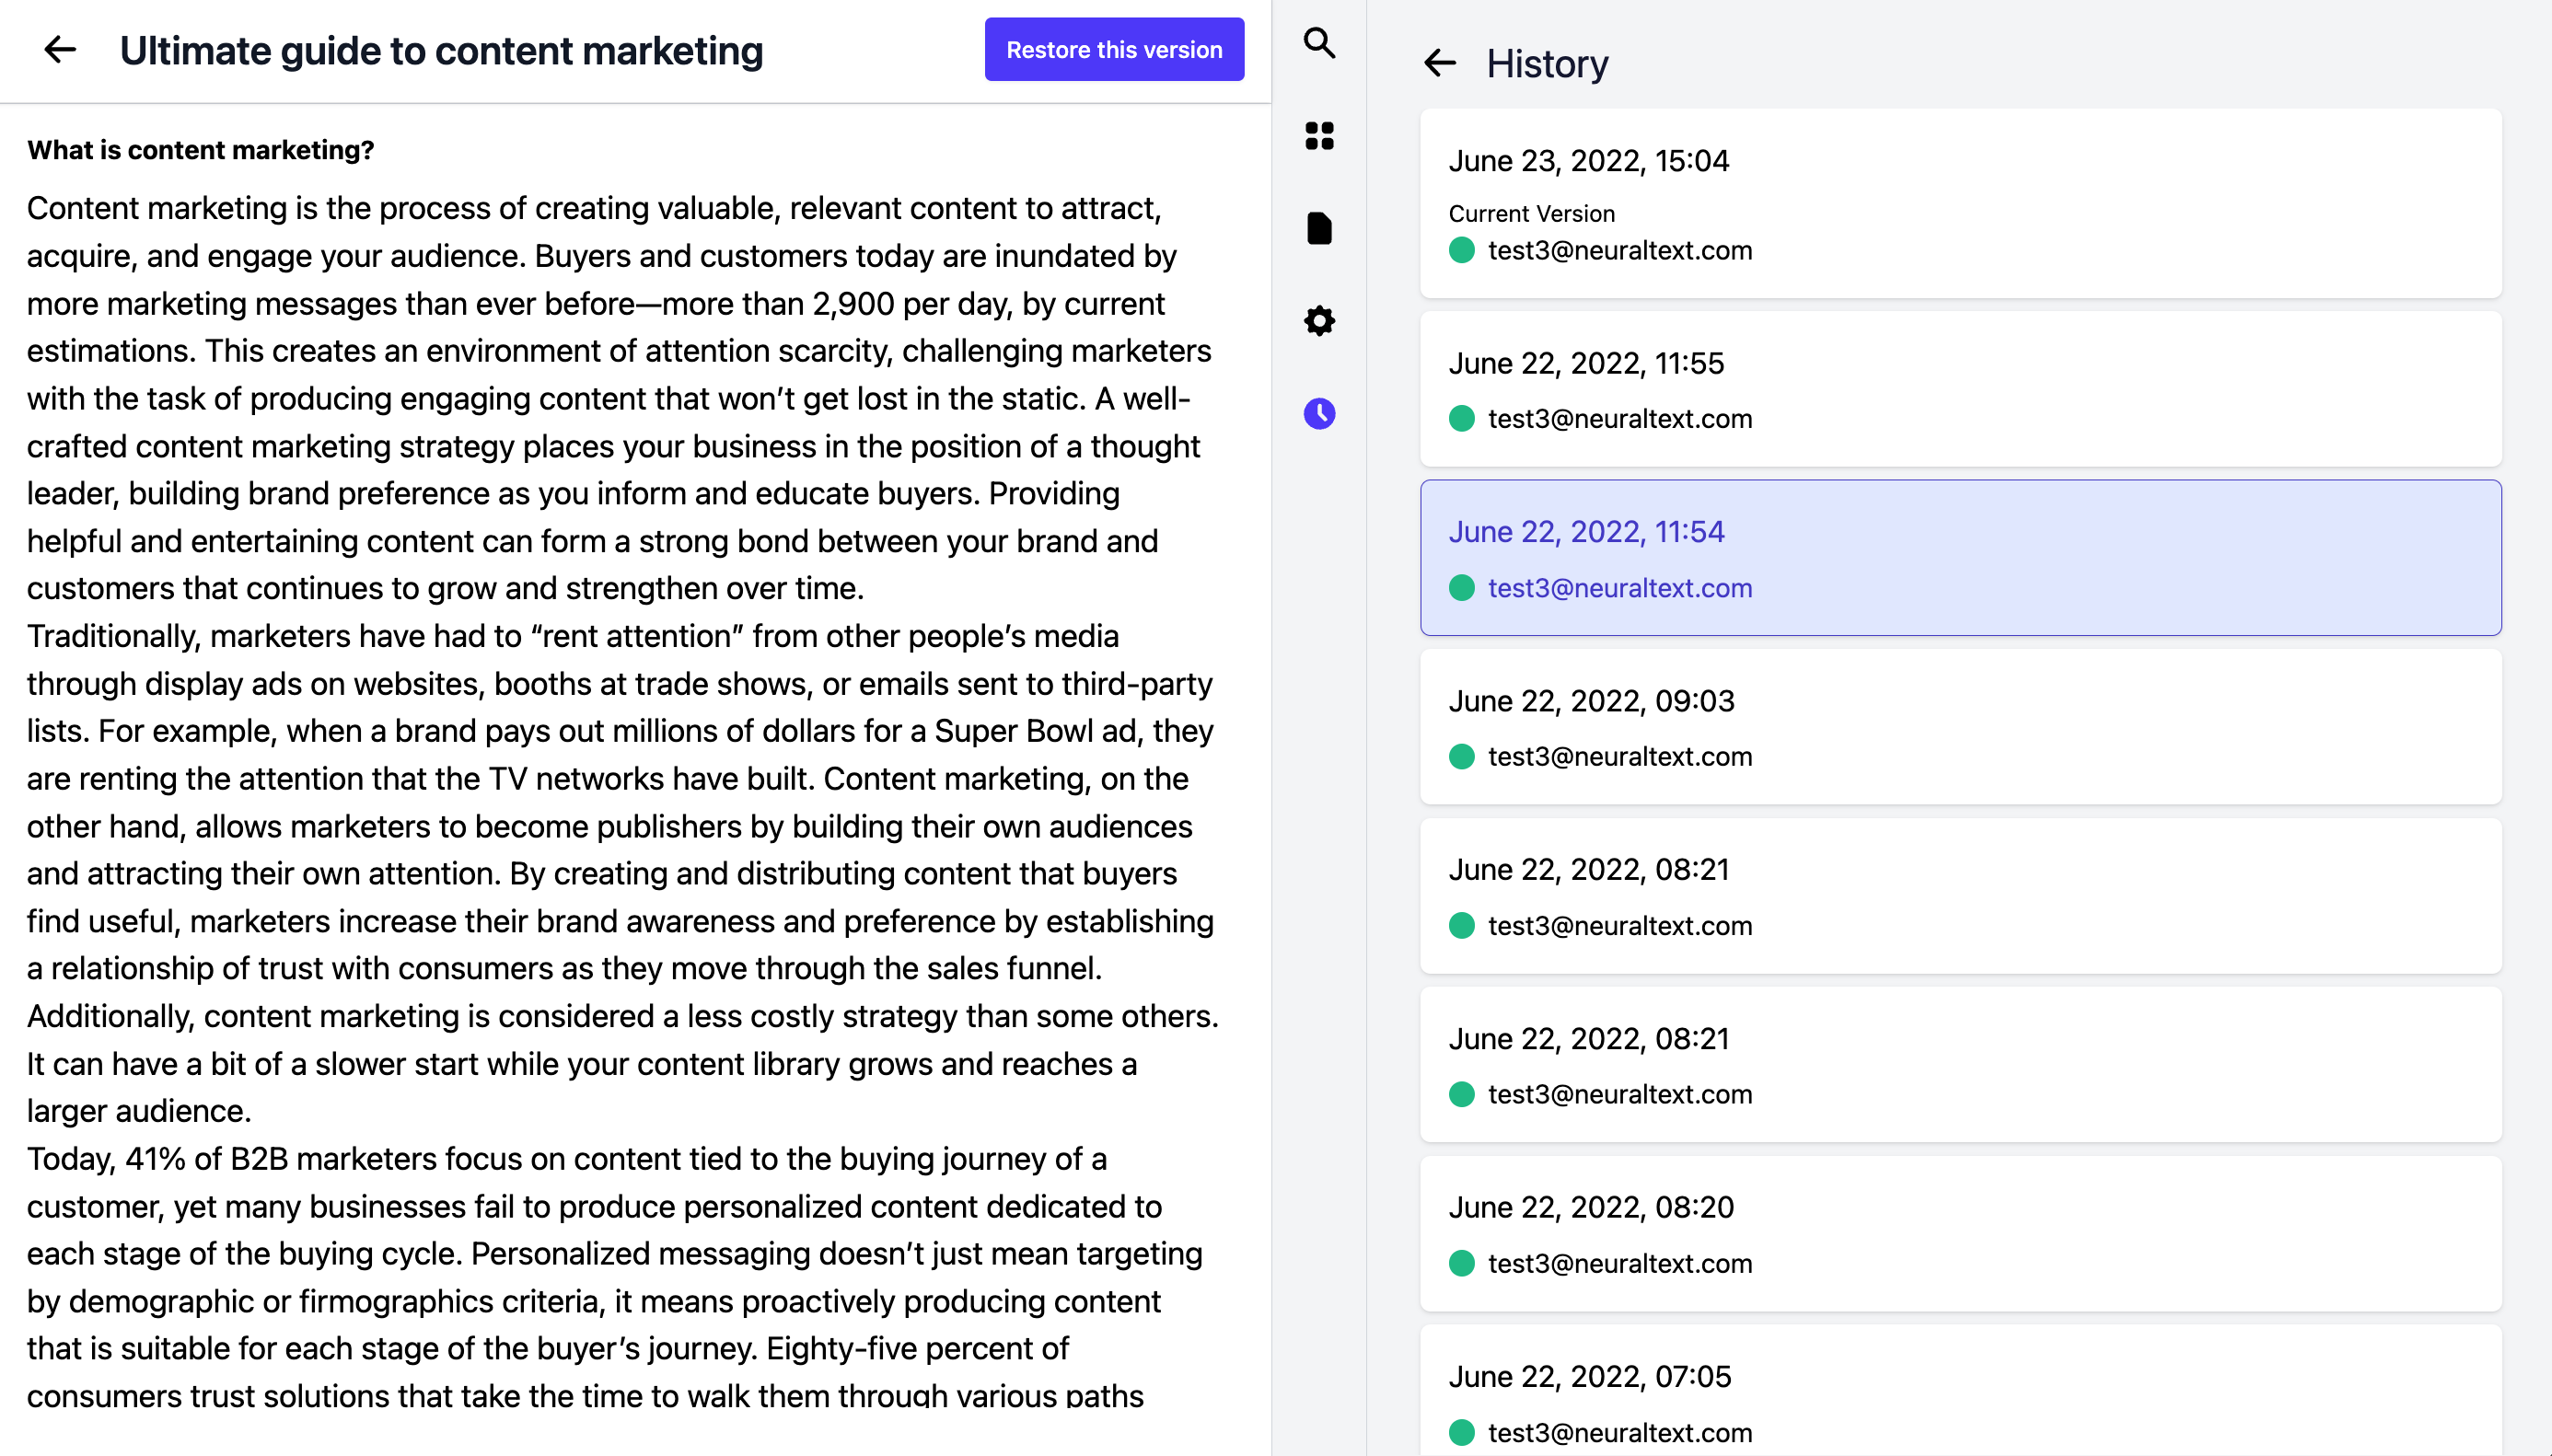 Ultimate guide to content marketing
Restore this version
What is content marketing?
Content marketing is the process of creating valuable, relevant content to attract,
acquire, and engage your audience. Buyers and customers today are inundated by
more marketing messages than ever before—more than 2,900 per day, by current
estimations. This creates an environment of attention scarcity, challenging marketers
with the task of producing engaging content that won’t get lost in the static. A well-
crafted content marketing strategy places your business in the position of a thought
leader, building brand preference as you inform and educate buyers. Providing
helpful and entertaining content can form a strong bond between your brand and
customers that continues to grow and strengthen over time.
Traditionally, marketers have had to “rent attention” from other people’s media
through display ads on websites, booths at trade shows, or emails sent to third-party
lists. For example, when a brand pays out millions of dollars for a Super Bowl ad, they
are renting the attention that the TV networks have built. Content marketing, on the
other hand, allows marketers to become publishers by building their own audiences
and attracting their own attention. By creating and distributing content that buyers
find useful, marketers increase their brand awareness and preference by establishing
a relationship of trust with consumers as they move through the sales funnel.
Additionally, content marketing is considered a less costly strategy than some others.
It can have a bit of a slower start while your content library grows and reaches a
larger audience.
Today, 41% of B2B marketers focus on content tied to the buying journey of a
customer, yet many businesses fail to produce personalized content dedicated to
each stage of the buying cycle. Personalized messaging doesn’t just mean targeting
by demographic or firmographics criteria, it means proactively producing content
that is suitable for each stage of the buyer’s journey. Eighty-five percent of
consumers trust solutions that take the time to walk them through various paths
History
June 23, 2022, 15:04
Current Version
test3@neuraltext.com
June 22, 2022, 11:55
test3@neuraltext.com
June 22, 2022, 11:54
test3@neuraltext.com
June 22, 2022, 09:03
test3@neuraltext.com
June 22, 2022, 08:21
test3@neuraltext.com
June 22, 2022, 08:21
test3@neuraltext.com
June 22, 2022, 08:20
test3@neuraltext.com
June 22, 2022, 07:05
test3@neuraltext.com